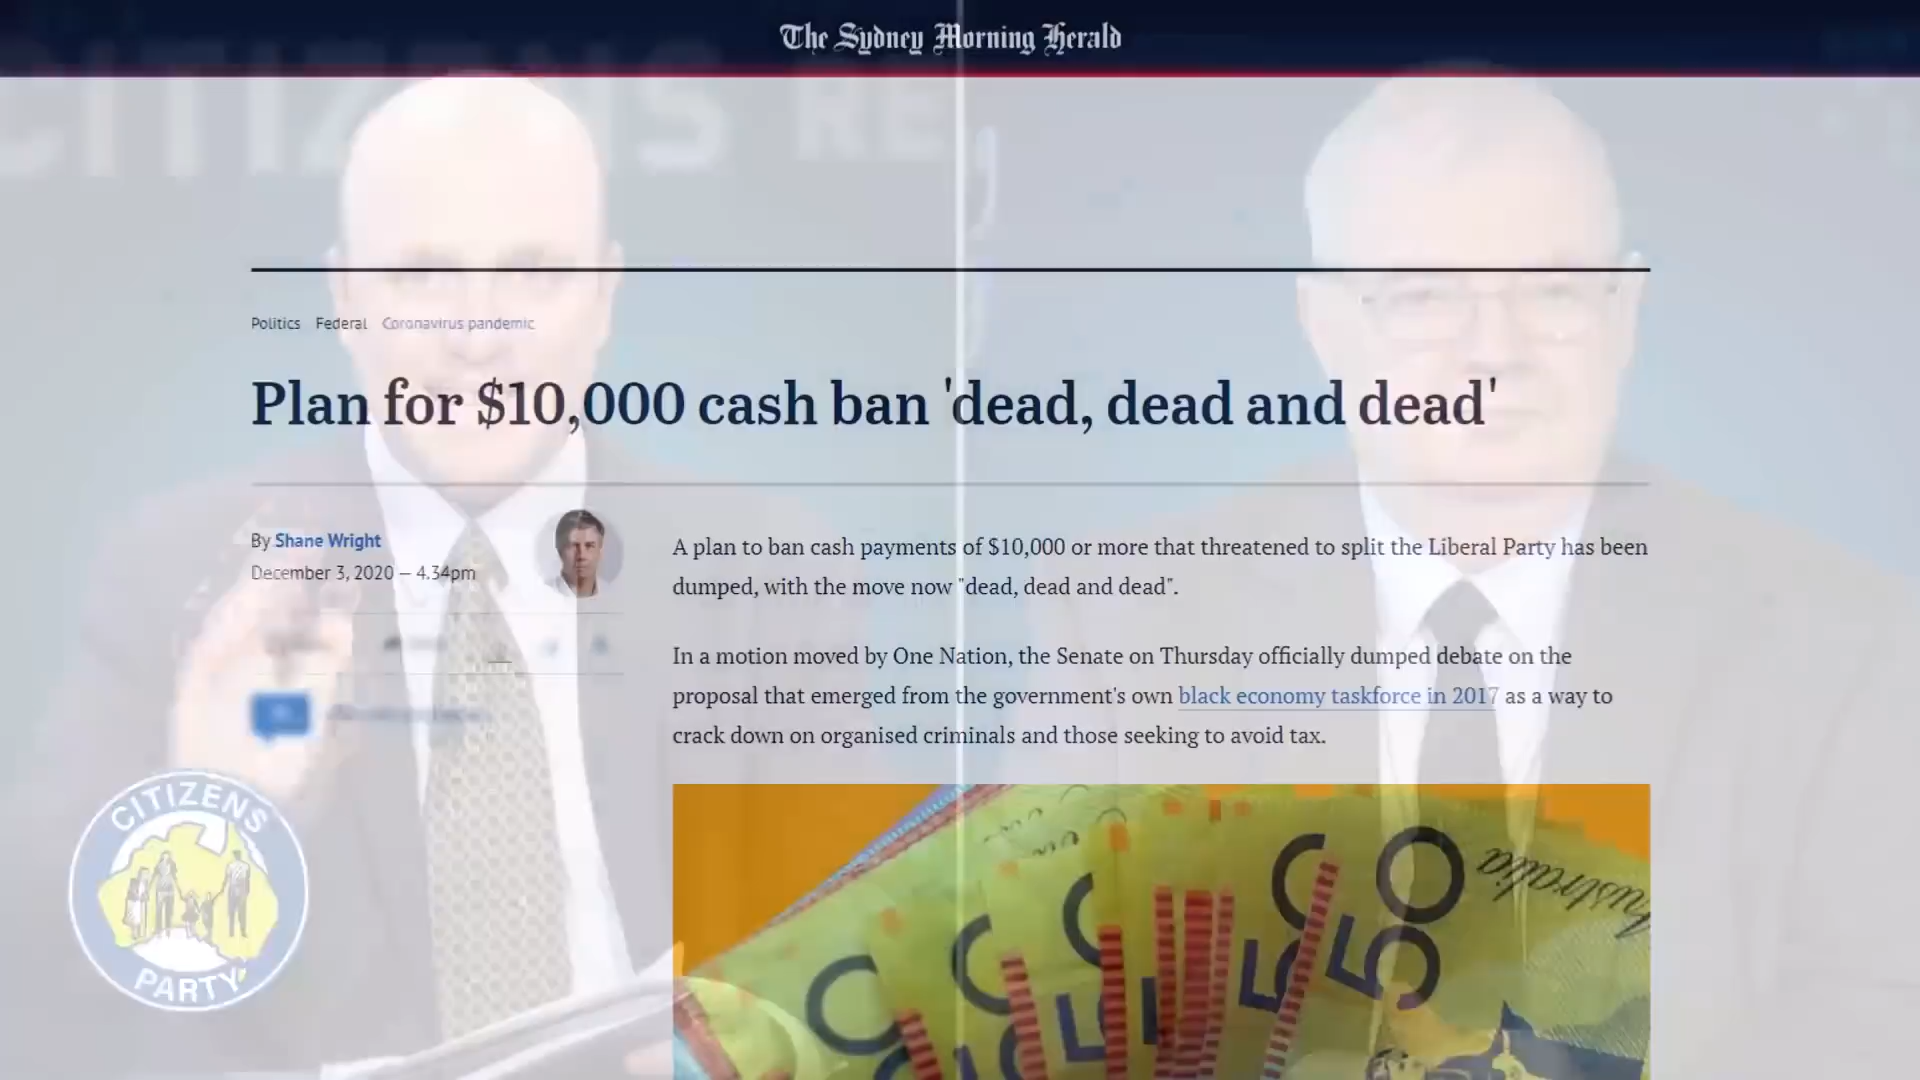 The Sydney Morning Herald
CITIZENS RE
Politics Federal Coronavirus pandemic
Plan for $10,000 cash ban 'dead, dead and dead'
By Shane Wright
December 3, 2020 — 4.34pm
A plan to ban cash payments of $10,000 or more that threatened to split the Liberal Party has been
dumped, with the move now "dead, dead and dead".
In a motion moved by One Nation, the Senate on Thursday officially dumped debate on the
proposal that emerged from the government's own black economy taskforce in 2017 as a way to
crack down on organised criminals and those seeking to avoid tax.
CITIZENS
PARTY
50
50
Australia